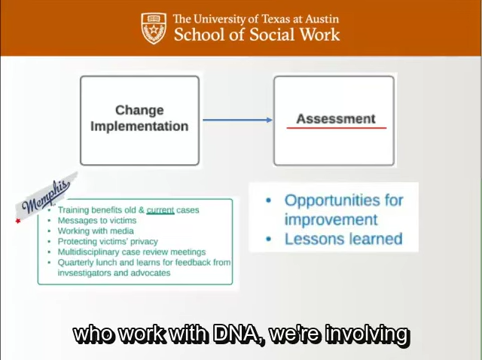 The University of Texas at Austin
School of Social Work
Change
Implementation
Assessment
Memphis
• Training benefits old & current cases
• Messages to victims
• Working with media
• Protecting victims' privacy
• Multidisciplinary case review meetings
• Quarterly lunch and learns for feedback from
investigators and advocates
• Opportunities for
improvement
• Lessons learned
who work with DNA, we're involving